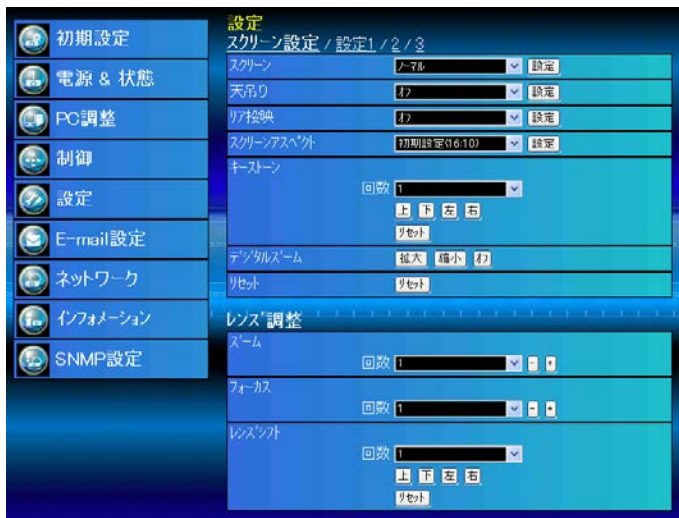 初期設定
電源 & 状態
PC調整
制御
設定
E-mail設定
ネットワーク
インフォメーション
SNMP設定
設定
スクリーン設定 / 設定1 / 2 / 3
スクリーン ノーマル 設定
天吊り オフ 設定
リア投映 オフ 設定
スクリーンアスペクト 初期設定(16:10) 設定
キーストーン
回数 1
上 下 左 右
リセット
デジタルズーム 拡大 縮小 オフ
リセット リセット
レンズ調整
ズーム
回数 1 - +
フォーカス
回数 1 - +
レンズシフト
回数 1
上 下 左 右
リセット